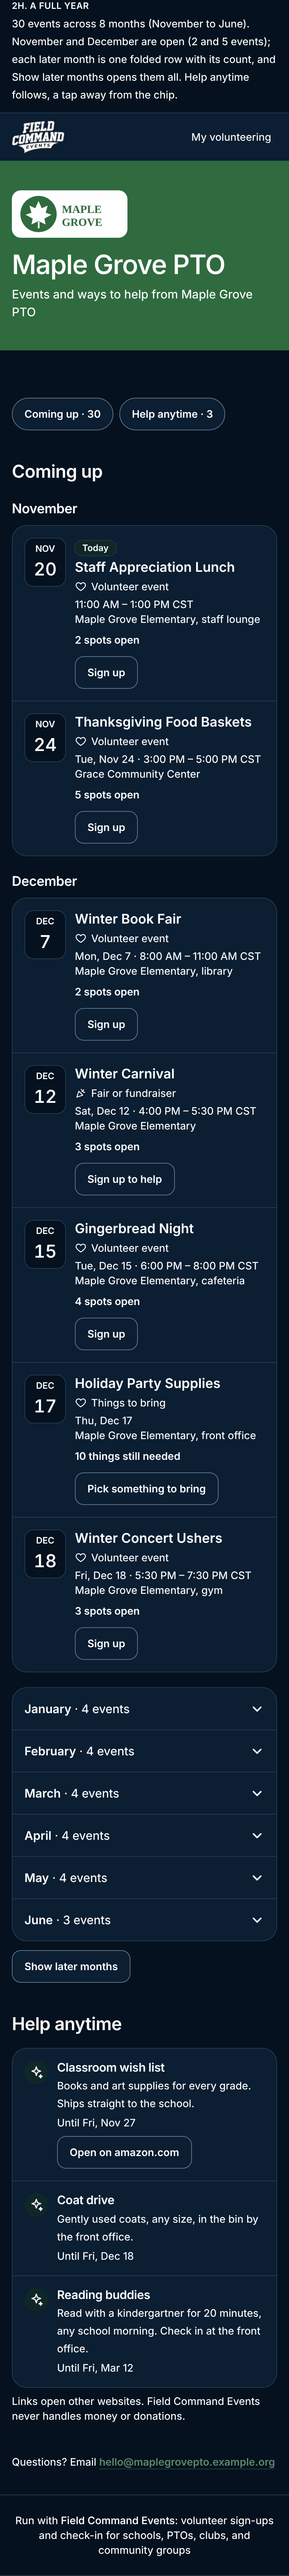 2H. A FULL YEAR
30 events across 8 months (November to June).
November and December are open (2 and 5 events);
each later month is one folded row with its count, and
Show later months opens them all. Help anytime
follows, a tap away from the chip.
FIELD
COMMAND
EVENTS
My volunteering
MAPLE
GROVE
Maple Grove PTO
Events and ways to help from Maple Grove
PTO
Coming up · 30
Help anytime · 3
Coming up
November
NOV
20
Today
Staff Appreciation Lunch
Volunteer event
11:00 AM – 1:00 PM CST
Maple Grove Elementary, staff lounge
2 spots open
Sign up
NOV
24
Thanksgiving Food Baskets
Volunteer event
Tue, Nov 24 · 3:00 PM – 5:00 PM CST
Grace Community Center
5 spots open
Sign up
December
DEC
7
Winter Book Fair
Volunteer event
Mon, Dec 7 · 8:00 AM – 11:00 AM CST
Maple Grove Elementary, library
2 spots open
Sign up
DEC
12
Winter Carnival
Fair or fundraiser
Sat, Dec 12 · 4:00 PM – 5:30 PM CST
Maple Grove Elementary
3 spots open
Sign up to help
DEC
15
Gingerbread Night
Volunteer event
Tue, Dec 15 · 6:00 PM – 8:00 PM CST
Maple Grove Elementary, cafeteria
4 spots open
Sign up
DEC
17
Holiday Party Supplies
Things to bring
Thu, Dec 17
Maple Grove Elementary, front office
10 things still needed
Pick something to bring
DEC
18
Winter Concert Ushers
Volunteer event
Fri, Dec 18 · 5:30 PM – 7:30 PM CST
Maple Grove Elementary, gym
3 spots open
Sign up
January · 4 events
February · 4 events
March · 4 events
April · 4 events
May · 4 events
June · 3 events
Show later months
Help anytime
Classroom wish list
Books and art supplies for every grade.
Ships straight to the school.
Until Fri, Nov 27
Open on amazon.com
Coat drive
Gently used coats, any size, in the bin by
the front office.
Until Fri, Dec 18
Reading buddies
Read with a kindergartner for 20 minutes,
any school morning. Check in at the front
office.
Until Fri, Mar 12
Links open other websites. Field Command Events
never handles money or donations.
Questions? Email hello@maplegrovepto.example.org
Run with Field Command Events: volunteer sign-ups
and check-in for schools, PTOs, clubs, and
community groups